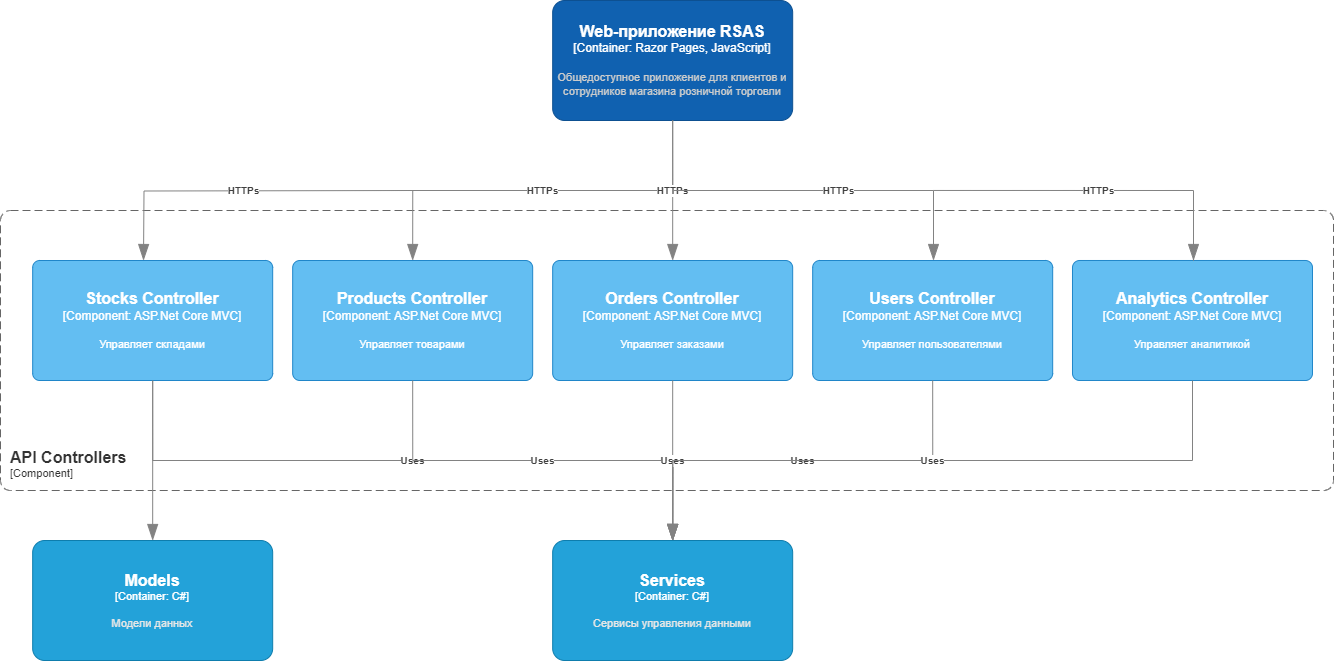 Web-приложение RSAS
[Container: Razor Pages, JavaScript]
Общедоступное приложение для клиентов и
сотрудников магазина розничной торговли
HTTPs
HTTPs
HTTPs
HTTPs
HTTPs
Stocks Controller
[Component: ASP.Net Core MVC]
Управляет складами
Products Controller
[Component: ASP.Net Core MVC]
Управляет товарами
Orders Controller
[Component: ASP.Net Core MVC]
Управляет заказами
Users Controller
[Component: ASP.Net Core MVC]
Управляет пользователями
Analytics Controller
[Component: ASP.Net Core MVC]
Управляет аналитикой
API Controllers
[Component]
Uses
Uses
Uses
Uses
Uses
Models
[Container: C#]
Модели данных
Services
[Container: C#]
Сервисы управления данными